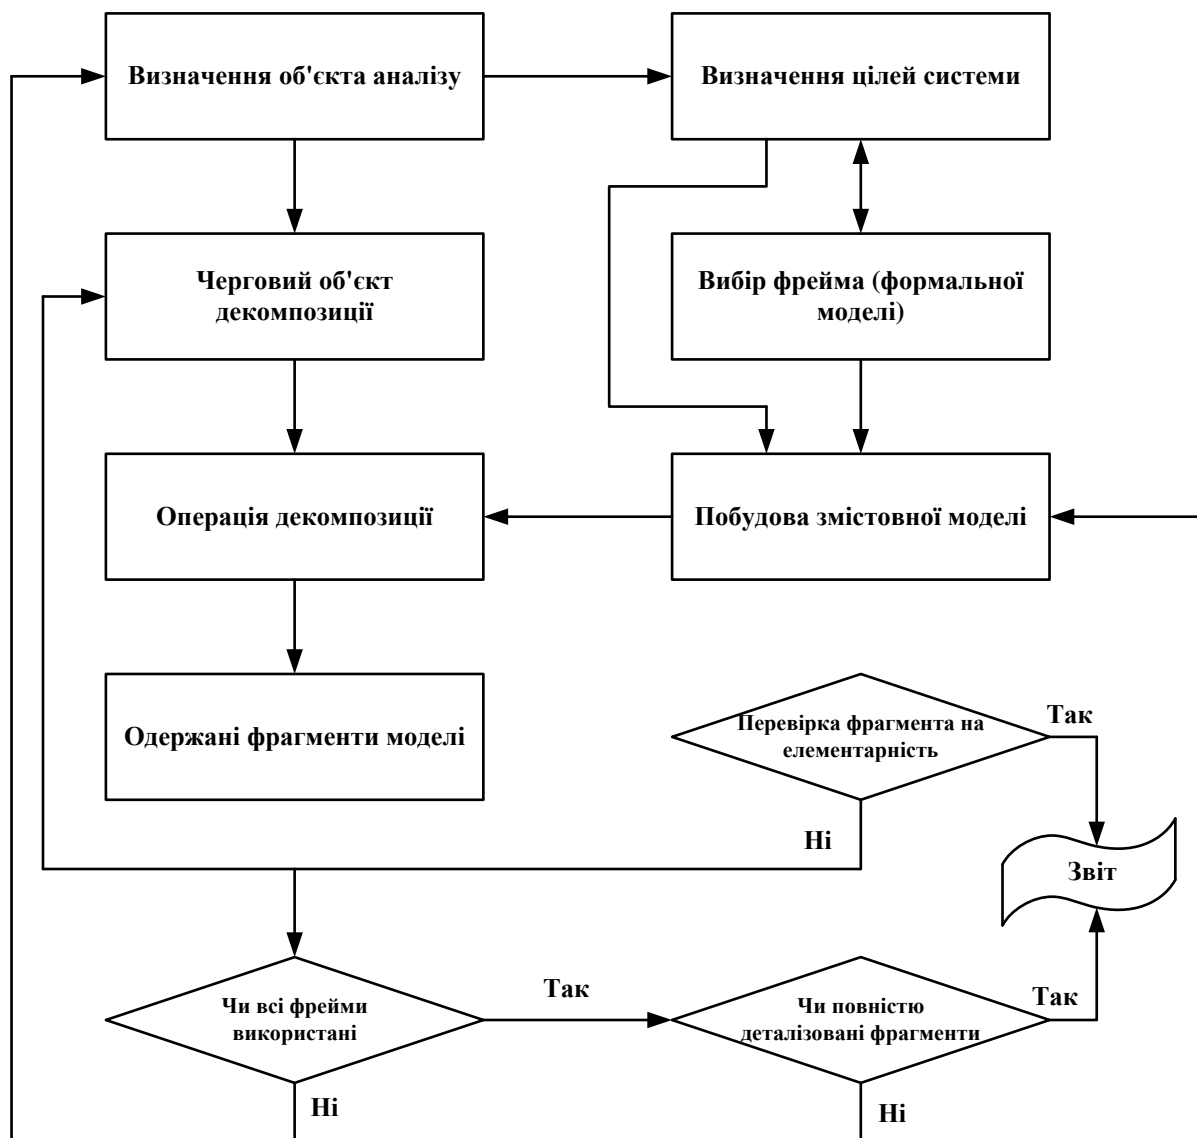 Визначення об'єкта аналізу
Визначення цілей системи
Черговий об'єкт
декомпозиції
Вибір фрейма (формальної
моделі)
Операція декомпозиції
Побудова змістовної моделі
Одержані фрагменти моделі
Перевірка фрагмента на
елементарність
Так
Ні
Звіт
Чи всі фрейми
використані
Так
Чи повністю
деталізовані фрагменти
Так
Ні
Ні